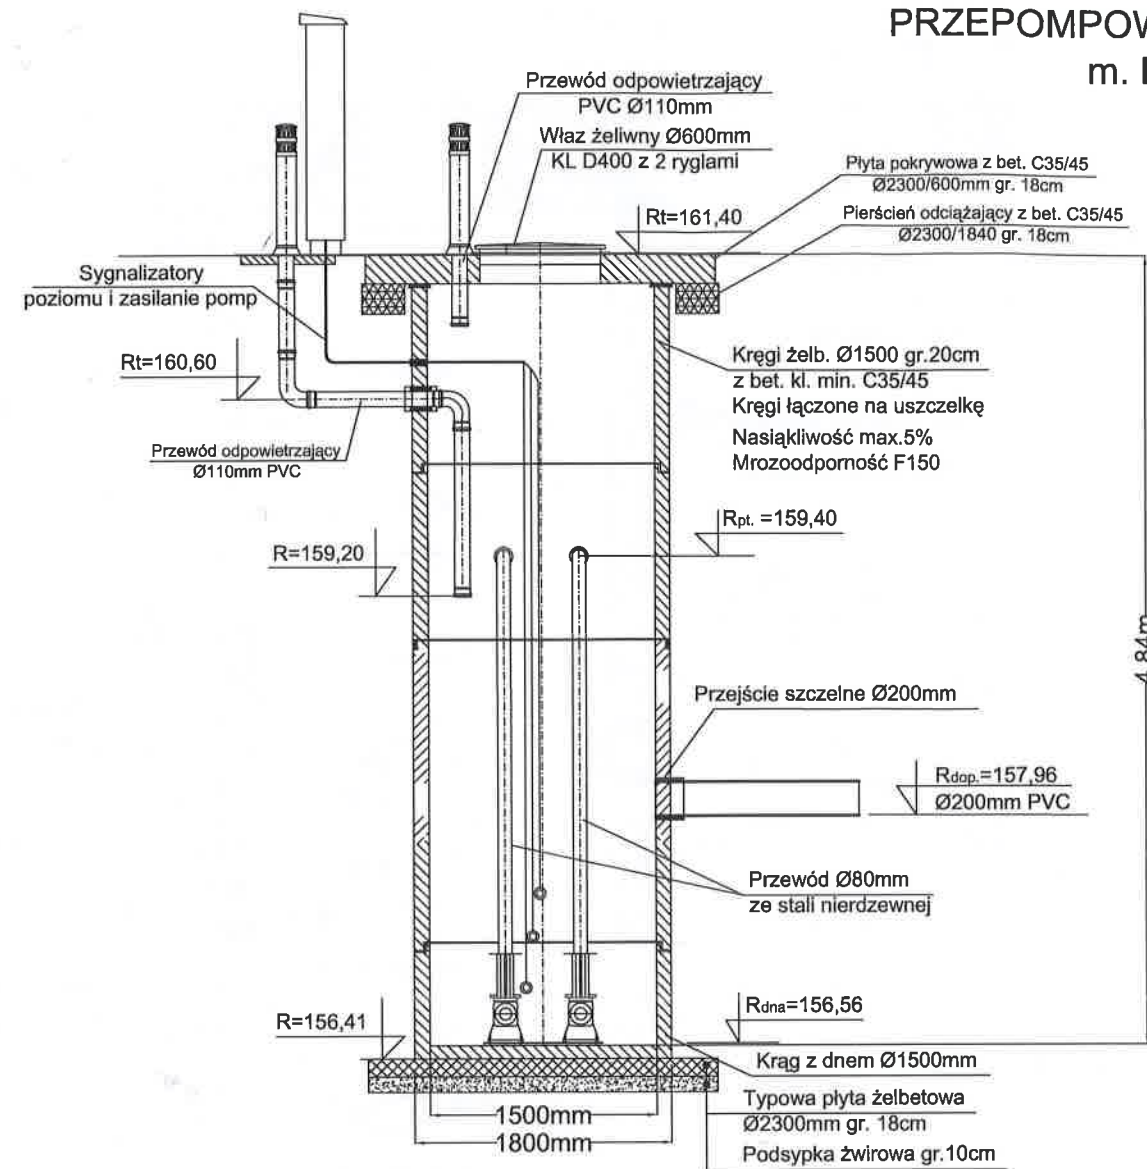 PRZEPOMPOW
m.
Przewód odpowietrzający
PVC Ø110mm
Właz żeliwny Ø600mm
KL D400 z 2 ryglami
Płyta pokrywowa z bet. C35/45
Ø2300/600mm gr. 18cm
Rt=161,40
Pierścień odciążający z bet. C35/45
Ø2300/1840 gr. 18cm
Sygnalizatory
poziomu i zasilanie pomp
Rt=160,60
Kręgi żelb. Ø1500 gr.20cm
z bet. kl. min. C35/45
Kręgi łączone na uszczelkę
Nasiąkliwość max.5%
Mrozoodporność F150
Przewód odpowietrzający
Ø110mm PVC
Rpt. =159,40
R=159,20
4,84m
Przejście szczelne Ø200mm
Rdop.=157,96
Ø200mm PVC
Przewód Ø80mm
ze stali nierdzewnej
Rdna=156,56
R=156,41
Krąg z dnem Ø1500mm
Typowa płyta żelbetowa
Ø2300mm gr. 18cm
Podsypka żwirowa gr.10cm
1500mm
1800mm